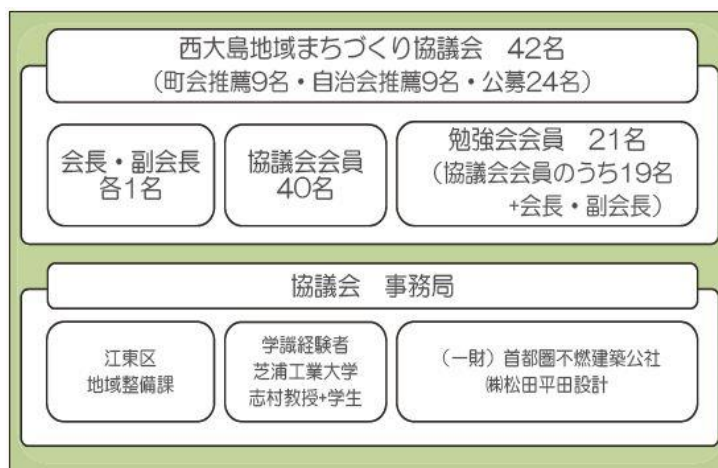 西大島地域まちづくり協議会　42名
（町会推薦9名・自治会推薦9名・公募24名）
会長・副会長
各1名
協議会会員
40名
勉強会会員　21名
（協議会会員のうち19名
+会長・副会長）
協議会　事務局
江東区
地域整備課
学識経験者
芝浦工業大学
志村教授+学生
（一財）首都圏不燃建築公社
㈱松田平田設計